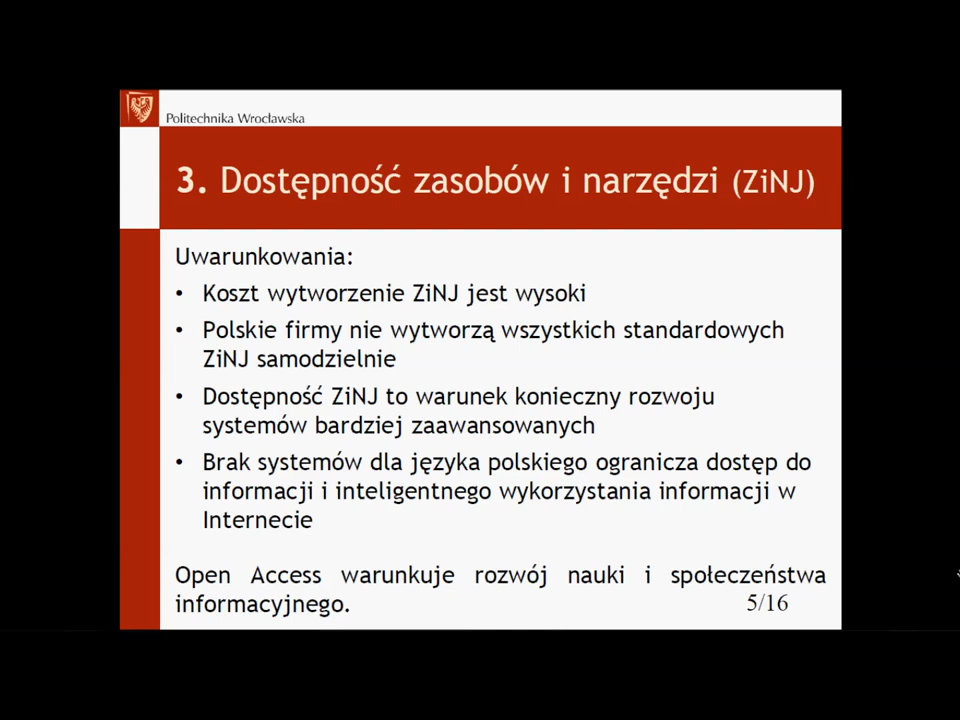 Politechnika Wrocławska
3. Dostępność zasobów i narzędzi (ZiNJ)
Uwarunkowania:
• Koszt wytworzenie ZiNJ jest wysoki
• Polskie firmy nie wytworzą wszystkich standardowych
ZiNJ samodzielnie
• Dostępność ZiNJ to warunek konieczny rozwoju
systemów bardziej zaawansowanych
• Brak systemów dla języka polskiego ogranicza dostęp do
informacji i inteligentnego wykorzystania informacji w
Internecie
Open Access warunkuje rozwój nauki i społeczeństwa
informacyjnego.
5/16